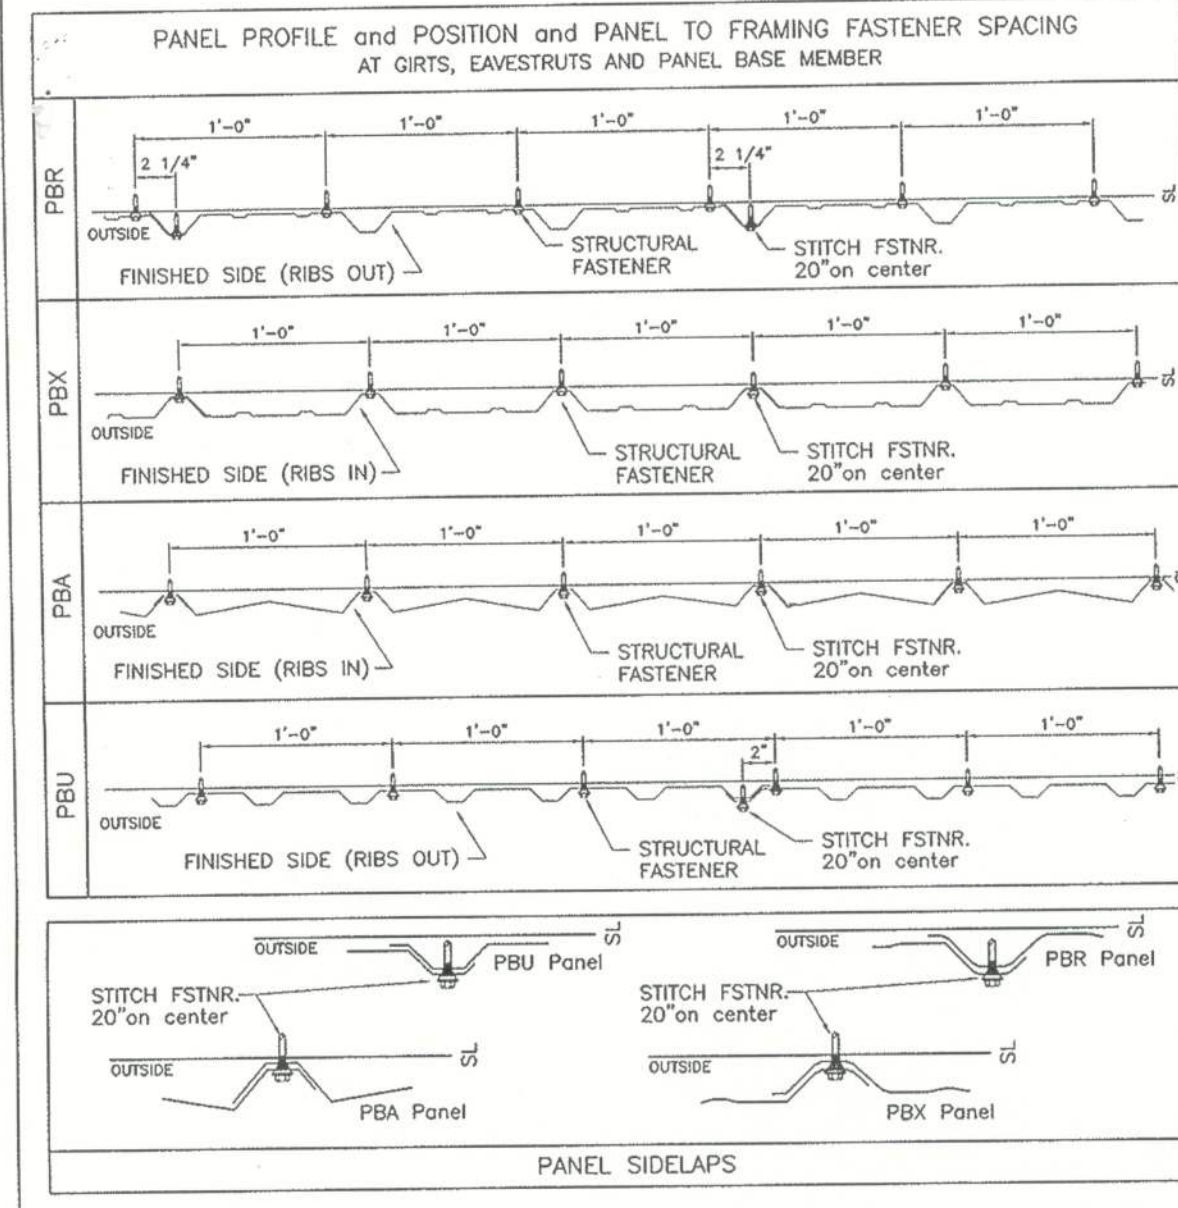 PANEL PROFILE and POSITION and PANEL TO FRAMING FASTENER SPACING
AT GIRTS, EAVESTRUTS AND PANEL BASE MEMBER
PBR
1'-0" 1'-0" 1'-0" 1'-0" 1'-0"
2 1/4" 2 1/4"
SL
OUTSIDE
FINISHED SIDE (RIBS OUT)
STRUCTURAL
FASTENER
STITCH FSTNR.
20"on center
PBX
1'-0" 1'-0" 1'-0" 1'-0" 1'-0"
SL
OUTSIDE
FINISHED SIDE (RIBS IN)
STRUCTURAL
FASTENER
STITCH FSTNR.
20"on center
PBA
1'-0" 1'-0" 1'-0" 1'-0" 1'-0"
OUTSIDE
FINISHED SIDE (RIBS IN)
STRUCTURAL
FASTENER
STITCH FSTNR.
20"on center
PBU
1'-0" 1'-0" 1'-0" 1'-0" 1'-0"
2"
OUTSIDE
FINISHED SIDE (RIBS OUT)
STRUCTURAL
FASTENER
STITCH FSTNR.
20"on center
OUTSIDE
SL
PBU Panel
STITCH FSTNR.
20"on center
OUTSIDE
SL
PBA Panel
OUTSIDE
SL
PBR Panel
STITCH FSTNR.
20"on center
OUTSIDE
SL
PBX Panel
PANEL SIDELAPS